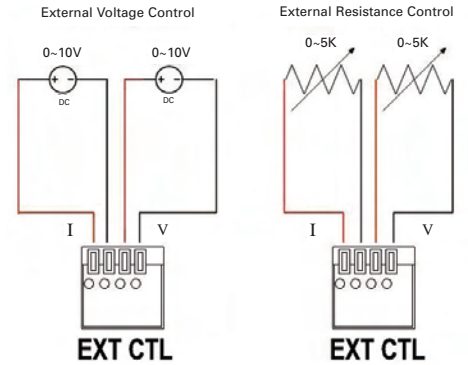 External Voltage Control
0~10V
0~10V
DC
DC
I
V
EXT CTL
External Resistance Control
0~5K
0~5K
I
V
EXT CTL